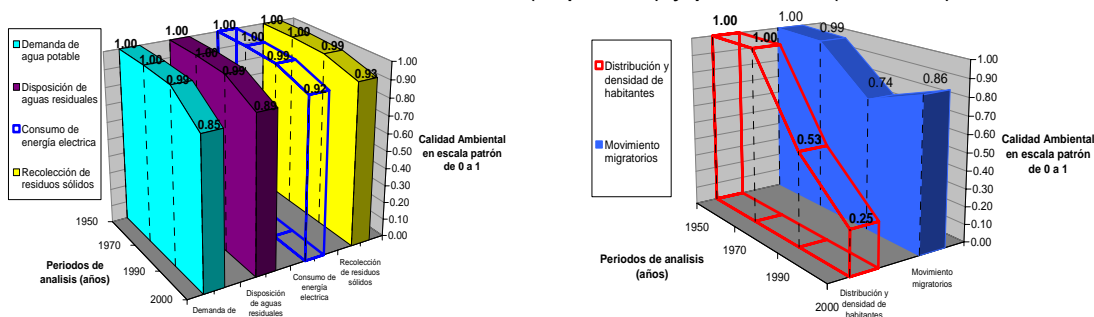 Demanda de
agua potable
Disposición de
aguas residuales
Consumo de
energía electrica
Recolección de
residuos sólidos
1.00
1.00
0.99
0.85
1.00
1.00
0.99
0.89
1.00
1.00
0.99
0.92
1.00
1.00
0.99
0.93
1.00
0.90
0.80
0.70
0.60
0.50
0.40
0.30
0.20
0.10
0.00
Calidad Ambiental
en escala patrón
de 0 a 1
1950
1970
1990
2000
Periodos de
analisis (años)
Demanda de
Disposición
de aguas
residuales
Consumo de
energía
electrica
Recolección
de residuos
sólidos
Distribución y
densidad de
habitantes
Movimiento
migratorios
1.00
1.00
0.53
0.25
1.00
0.99
0.74
0.86
1.00
0.90
0.80
0.70
0.60
0.50
0.40
0.30
0.20
0.10
0.00
Calidad Ambiental
en escala patrón
de 0 a 1
1950
1970
1990
2000
Periodos de analisis
(años)
Distribución y
densidad de
habitantes
Movimiento
migratorios